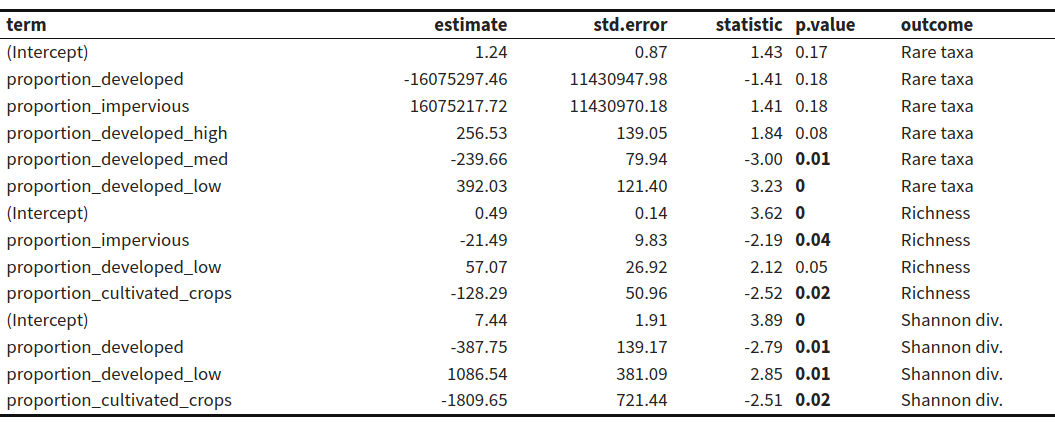 term estimate std.error statistic p.value outcome
(Intercept) 1.24 0.87 1.43 0.17 Rare taxa
proportion_developed -16075297.46 11430947.98 -1.41 0.18 Rare taxa
proportion_impervious 16075217.72 11430970.18 1.41 0.18 Rare taxa
proportion_developed_high 256.53 139.05 1.84 0.08 Rare taxa
proportion_developed_med -239.66 79.94 -3.00 0.01 Rare taxa
proportion_developed_low 392.03 121.40 3.23 0 Rare taxa
(Intercept) 0.49 0.14 3.62 0 Richness
proportion_impervious -21.49 9.83 -2.19 0.04 Richness
proportion_developed_low 57.07 26.92 2.12 0.05 Richness
proportion_cultivated_crops -128.29 50.96 -2.52 0.02 Richness
(Intercept) 7.44 1.91 3.89 0 Shannon div.
proportion_developed -387.75 139.17 -2.79 0.01 Shannon div.
proportion_developed_low 1086.54 381.09 2.85 0.01 Shannon div.
proportion_cultivated_crops -1809.65 721.44 -2.51 0.02 Shannon div.